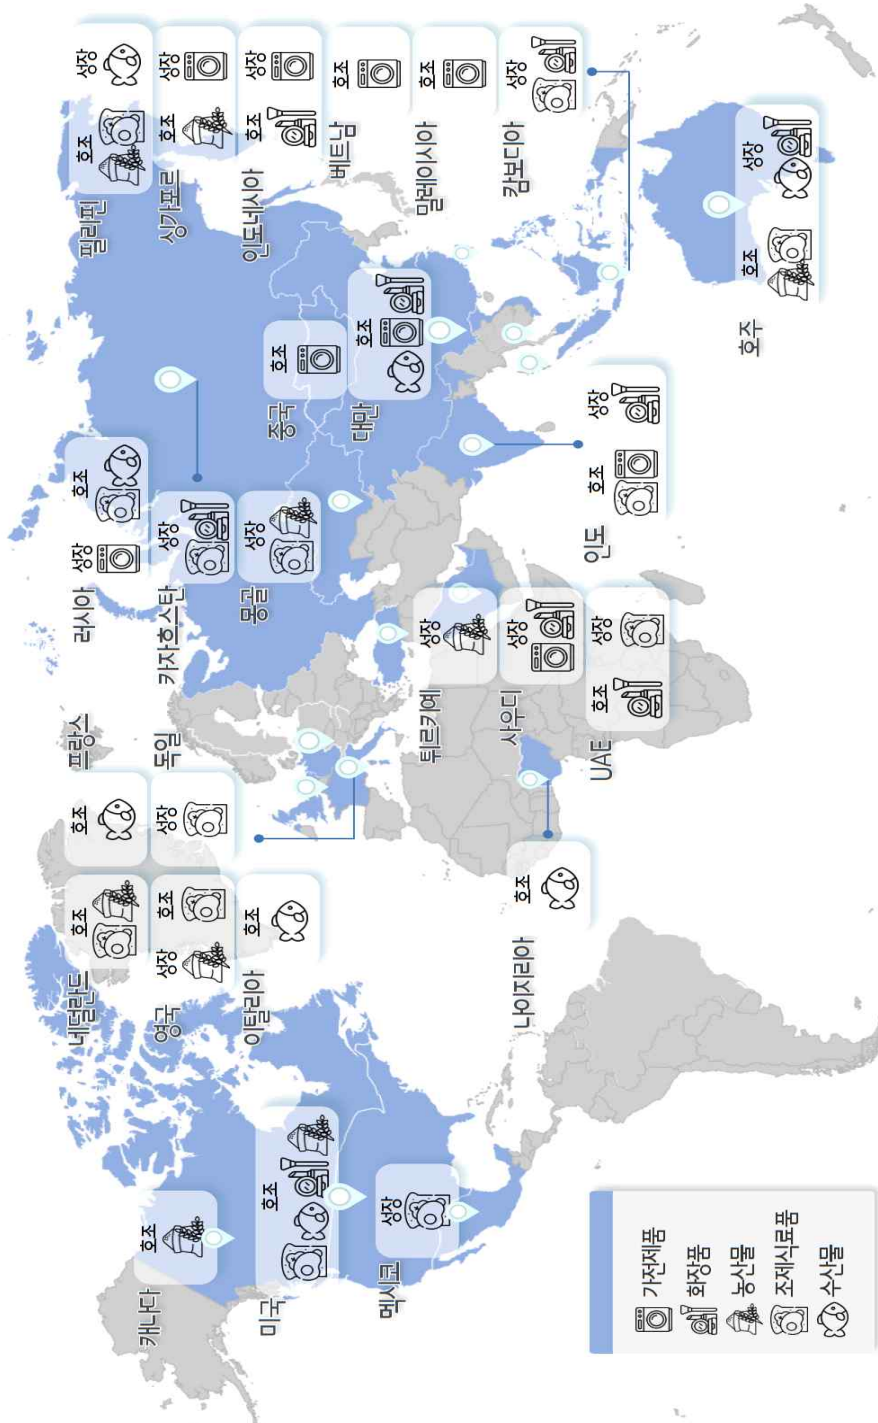 캐나다
호조
미국
호조
멕시코
성장
가전제품
화장품
농산물
조제식료품
수산물
네덜란드
호조
영국
성장 호조
이탈리아
호조
프랑스
호조
독일
성장
나이지리아
호조
튀르키예
성장
사우디
성장
UAE
호조 성장
러시아
성장 호조
카자흐스탄
성장
몽골
성장
인도
호조 성장
중국
호조
대만
호조
필리핀
호조 성장
싱가포르
호조 성장
인도네시아
호조 성장
베트남
호조
말레이시아
호조
감보디아
성장
호주
호조 성장